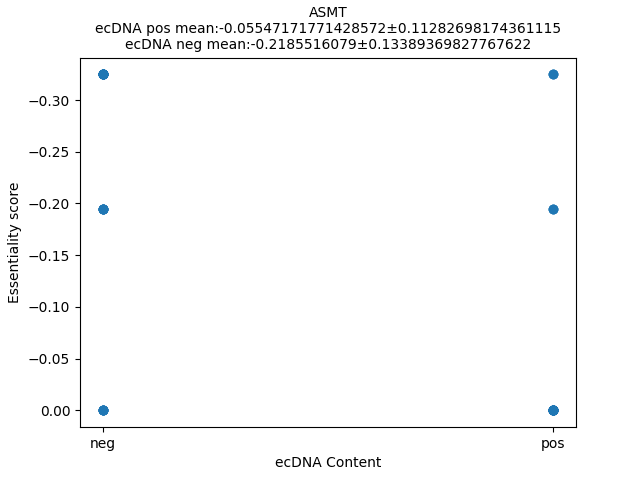 ASMT
ecDNA pos mean:-0.05547171771428572±0.11282698174361115
ecDNA neg mean:-0.2185516079±0.13389369827767622
−0.30
−0.25
−0.20
−0.15
−0.10
−0.05
0.00
Essentiality score
neg
pos
ecDNA Content